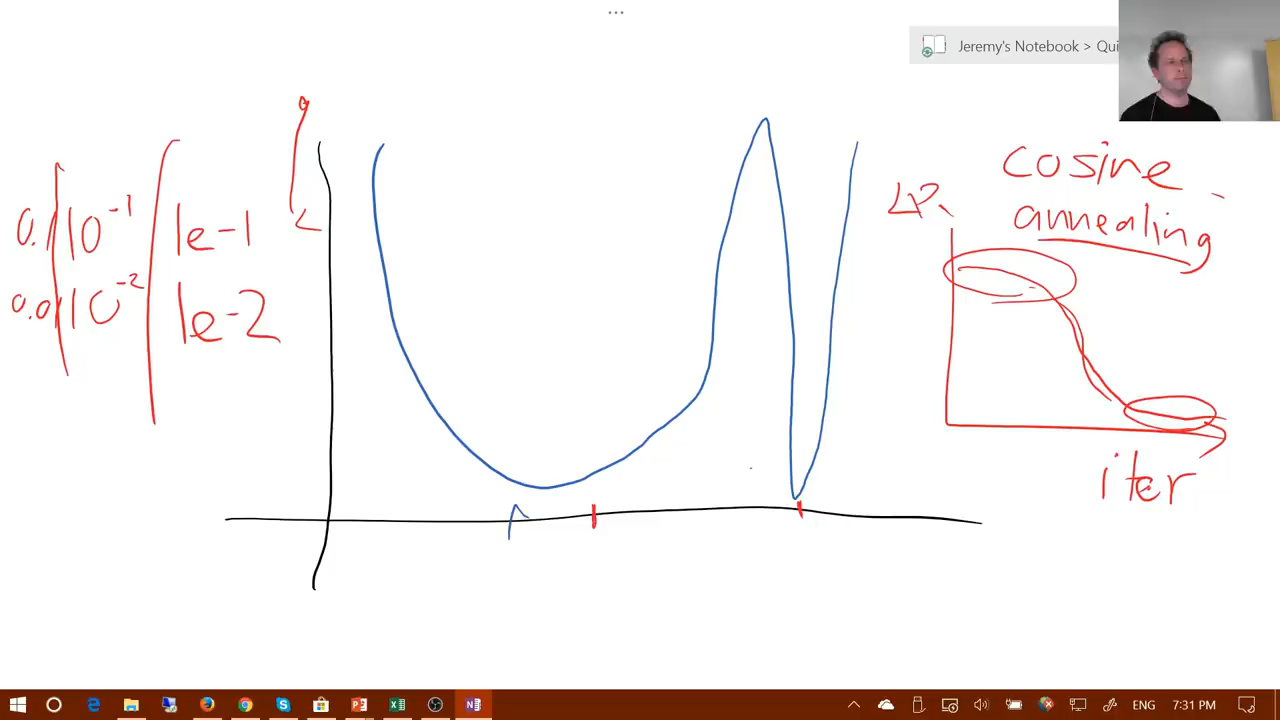 Jeremy's Notebook > Qui
cosine
annealing
LR
0.1 10^-1 1e-1
0.01 10^-2 1e-2
iter
ENG 7:31 PM